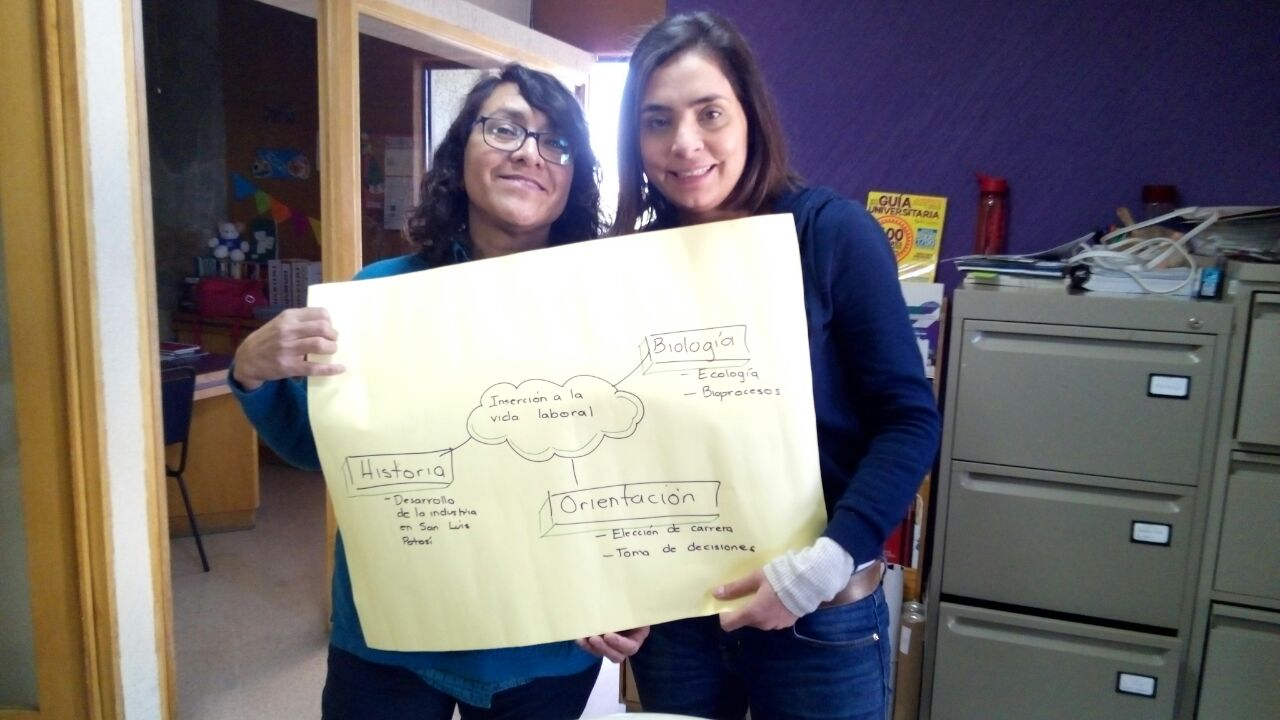 Inserción a la
vida laboral
Biología
- Ecología
- Bioprocesos
Historia
- Desarrollo
de la industria
en San Luis
Potosí
Orientación
- Elección de carrera
- Toma de decisiones
GUÍA
UNIVERSITARIA